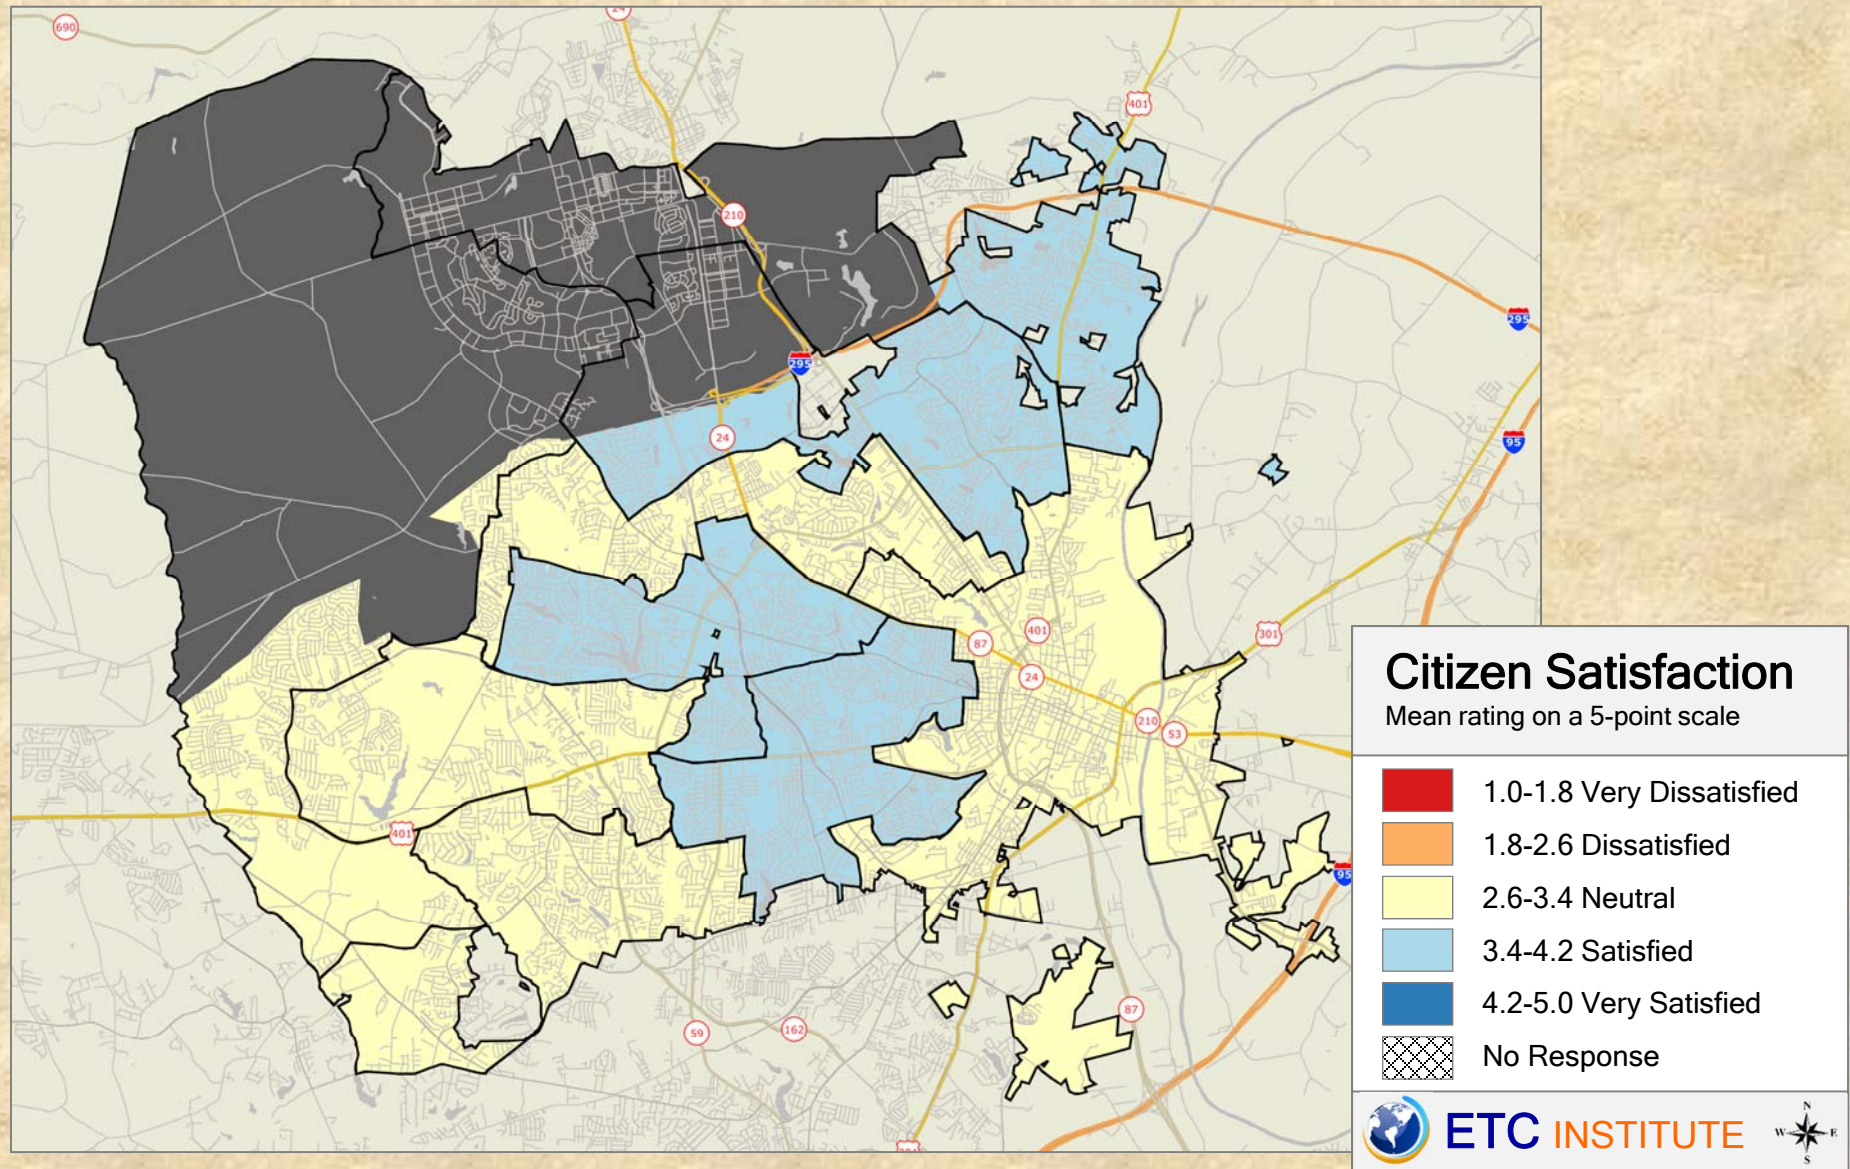 24
690
401
210
295
295
24
95
301
401
87
24
210
53
401
95
87
59
162
Citizen Satisfaction
Mean rating on a 5-point scale
1.0-1.8 Very Dissatisfied
1.8-2.6 Dissatisfied
2.6-3.4 Neutral
3.4-4.2 Satisfied
4.2-5.0 Very Satisfied
No Response
ETC INSTITUTE
N
W E
S